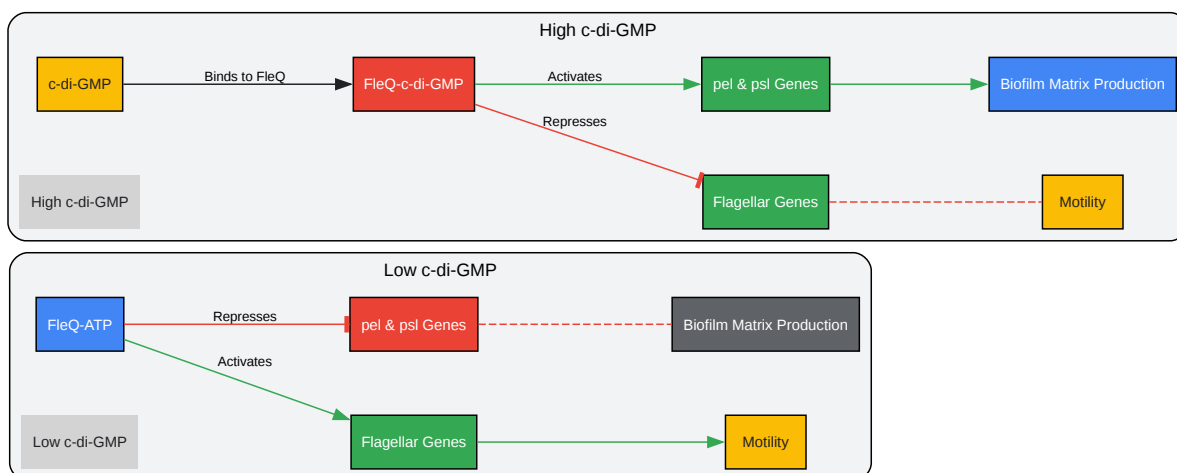 High c-di-GMP
c-di-GMP
Binds to FleQ
FleQ-c-di-GMP
Activates
pel & psl Genes
Biofilm Matrix Production
Represses
High c-di-GMP
Flagellar Genes
Motility
Low c-di-GMP
FleQ-ATP
Represses
pel & psl Genes
Biofilm Matrix Production
Activates
Low c-di-GMP
Flagellar Genes
Motility